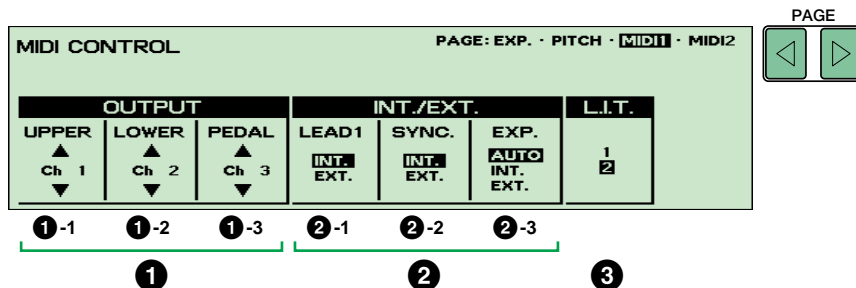 PAGE
MIDI CONTROL
PAGE: EXP. · PITCH · MIDI1 · MIDI2
OUTPUT INT./EXT. L.I.T.
UPPER LOWER PEDAL LEAD1 SYNC. EXP.
Ch 1 Ch 2 Ch 3 INT. EXT. INT. EXT. AUTO INT. EXT. 1 2
1-1 1-2 1-3 2-1 2-2 2-3
1 2 3